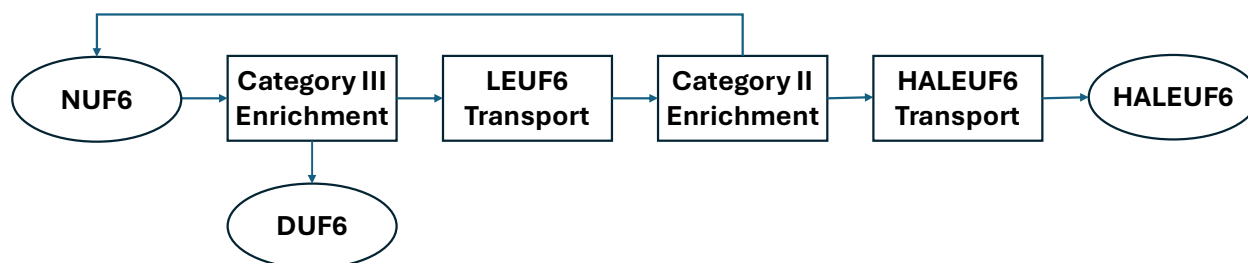 NUF6
Category III
Enrichment
LEUF6
Transport
Category II
Enrichment
HALEUF6
Transport
HALEUF6
DUF6